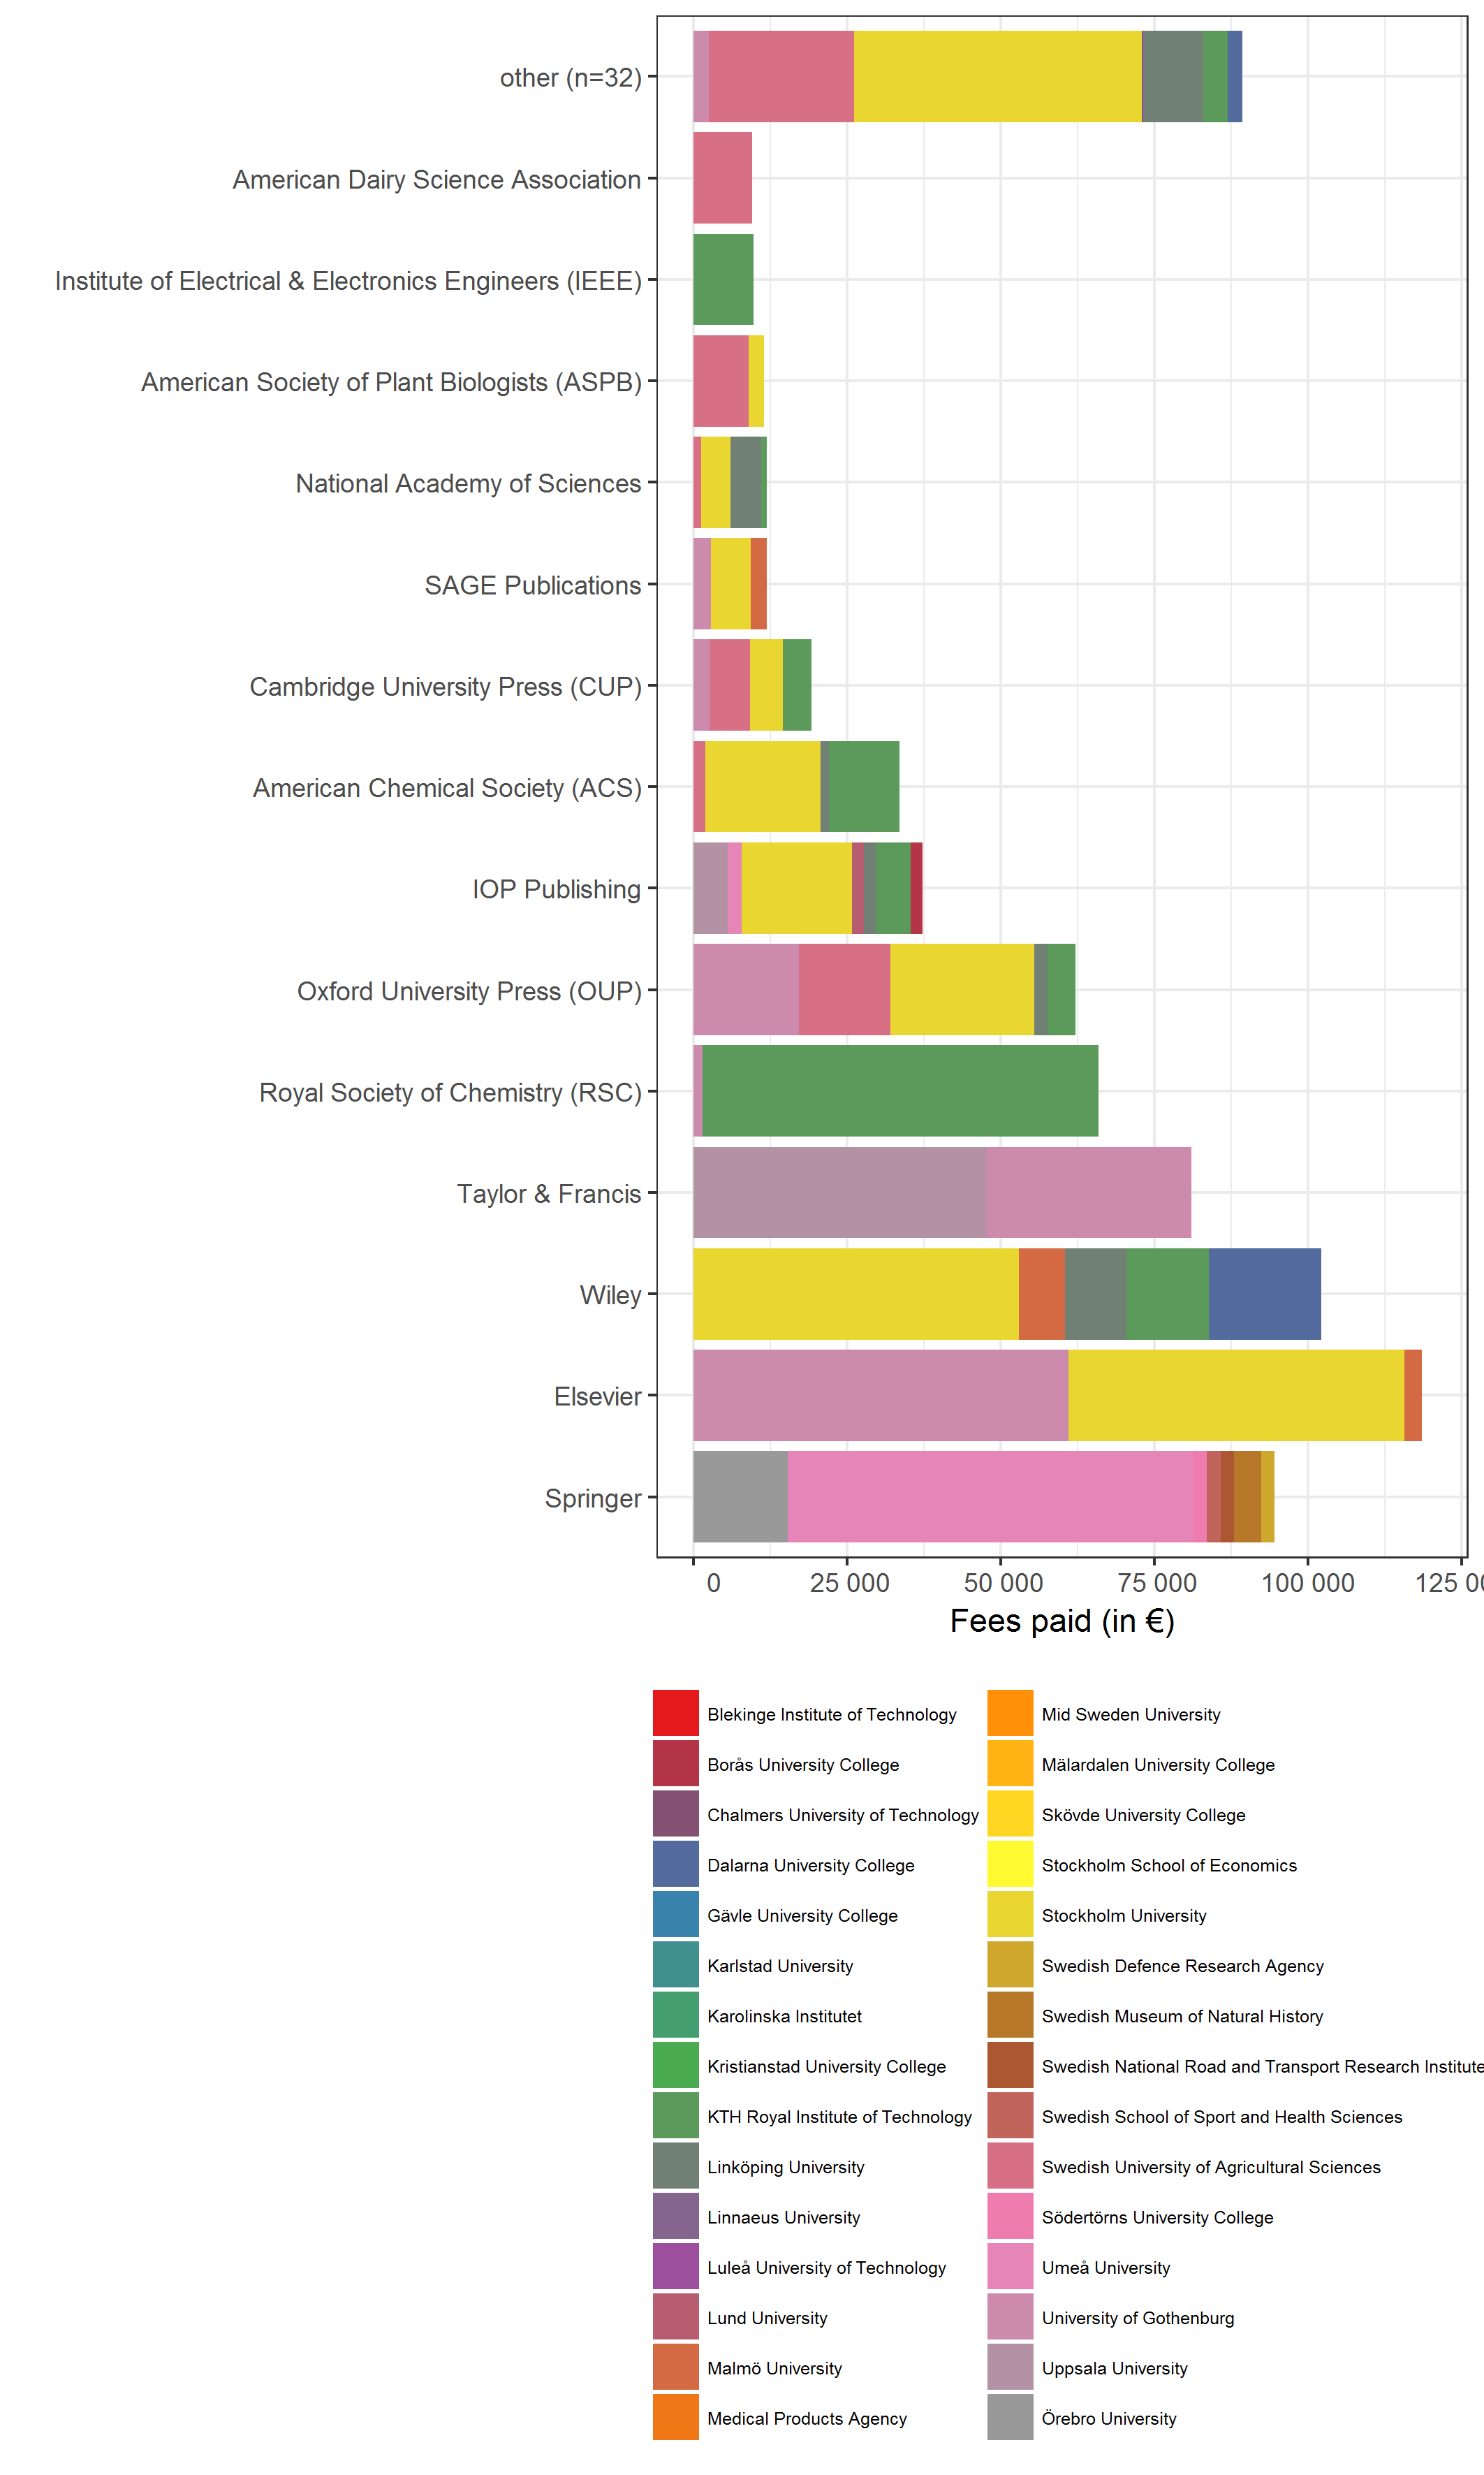 other (n=32)
American Dairy Science Association
Institute of Electrical & Electronics Engineers (IEEE)
American Society of Plant Biologists (ASPB)
National Academy of Sciences
SAGE Publications
Cambridge University Press (CUP)
American Chemical Society (ACS)
IOP Publishing
Oxford University Press (OUP)
Royal Society of Chemistry (RSC)
Taylor & Francis
Wiley
Elsevier
Springer
0 25 000 50 000 75 000 100 000 125 0
Fees paid (in €)
Blekinge Institute of Technology
Borås University College
Chalmers University of Technology
Dalarna University College
Gävle University College
Karlstad University
Karolinska Institutet
Kristianstad University College
KTH Royal Institute of Technology
Linköping University
Linnaeus University
Luleå University of Technology
Lund University
Malmö University
Medical Products Agency
Mid Sweden University
Mälardalen University College
Skövde University College
Stockholm School of Economics
Stockholm University
Swedish Defence Research Agency
Swedish Museum of Natural History
Swedish National Road and Transport Research Institute
Swedish School of Sport and Health Sciences
Swedish University of Agricultural Sciences
Södertörns University College
Umeå University
University of Gothenburg
Uppsala University
Örebro University